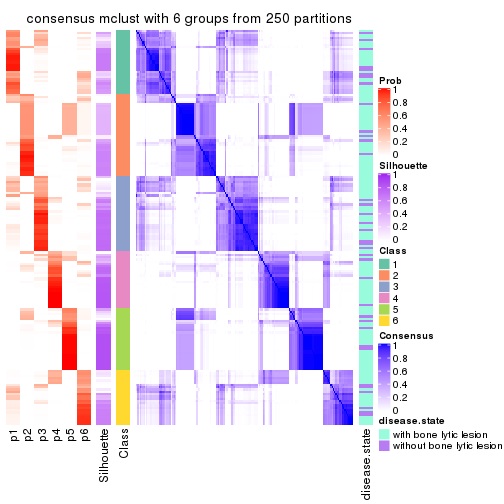 consensus mclust with 6 groups from 250 partitions
Prob
1
0.8
0.6
0.4
0.2
0
Silhouette
1
0.8
0.6
0.4
0.2
0
Class
1
2
3
4
5
6
Consensus
1
0.8
0.6
0.4
0.2
0
disease.state
with bone lytic lesion
without bone lytic lesion
p1
p2
p3
p4
p5
p6
Silhouette
Class
disease.state